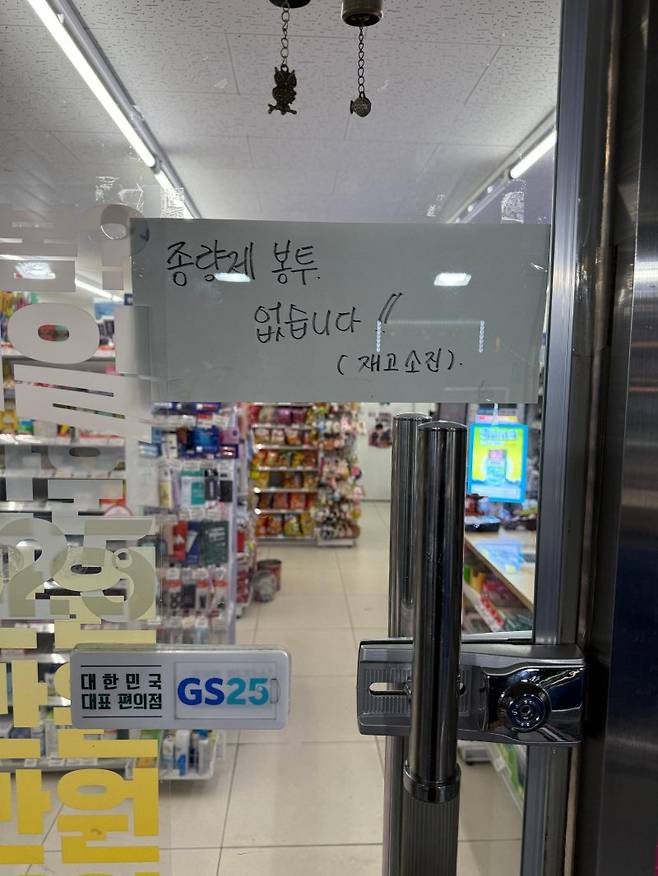 종량제 봉투
없습니다!!
(재고소진).
대한민국
대표 편의점
GS25